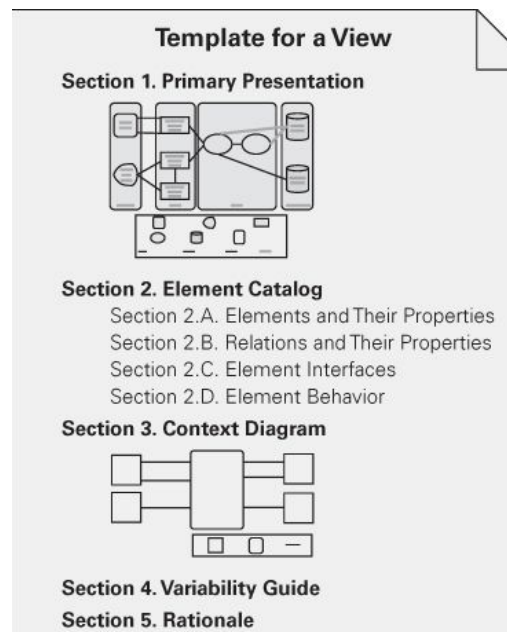 Template for a View
Section 1. Primary Presentation
Section 2. Element Catalog
Section 2.A. Elements and Their Properties
Section 2.B. Relations and Their Properties
Section 2.C. Element Interfaces
Section 2.D. Element Behavior
Section 3. Context Diagram
Section 4. Variability Guide
Section 5. Rationale